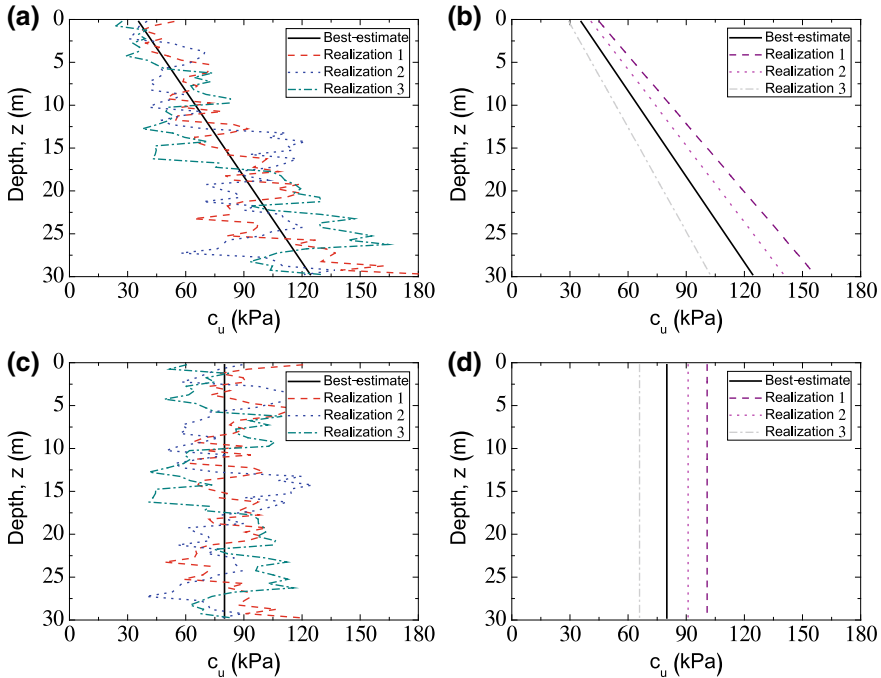 (a)
0
5
10
15
20
25
30
Depth, z (m)
0 30 60 90 120 150 180
c_u (kPa)
Best-estimate
Realization 1
Realization 2
Realization 3
(b)
0
5
10
15
20
25
30
Depth, z (m)
0 30 60 90 120 150 180
c_u (kPa)
Best-estimate
Realization 1
Realization 2
Realization 3
(c)
0
5
10
15
20
25
30
Depth, z (m)
0 30 60 90 120 150 180
c_u (kPa)
Best-estimate
Realization 1
Realization 2
Realization 3
(d)
0
5
10
15
20
25
30
Depth, z (m)
0 30 60 90 120 150 180
c_u (kPa)
Best-estimate
Realization 1
Realization 2
Realization 3